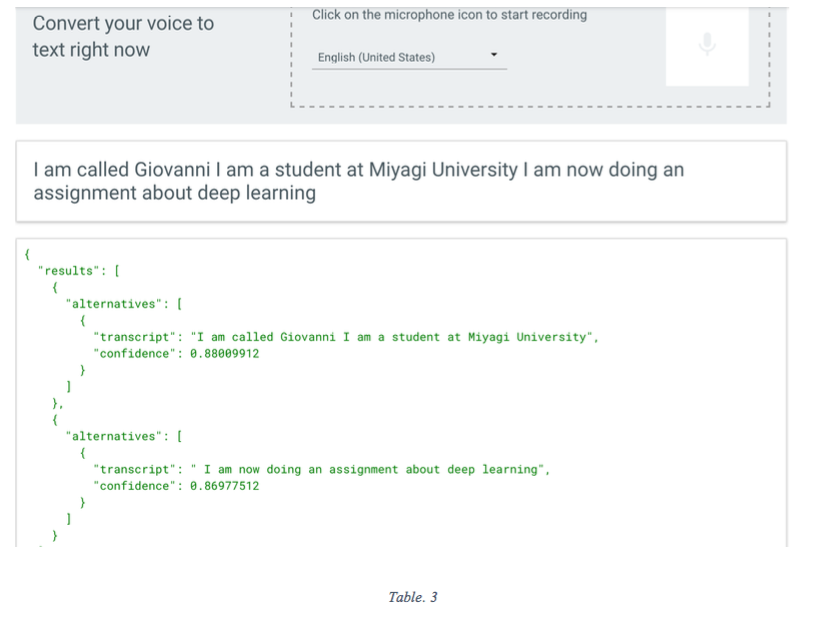 Convert your voice to
text right now
Click on the microphone icon to start recording
English (United States)
I am called Giovanni I am a student at Miyagi University I am now doing an
assignment about deep learning
{
"results": [
{
"alternatives": [
{
"transcript": "I am called Giovanni I am a student at Miyagi University",
"confidence": 0.88009912
}
]
},
{
"alternatives": [
{
"transcript": " I am now doing an assignment about deep learning",
"confidence": 0.86977512
}
]
}
Table. 3